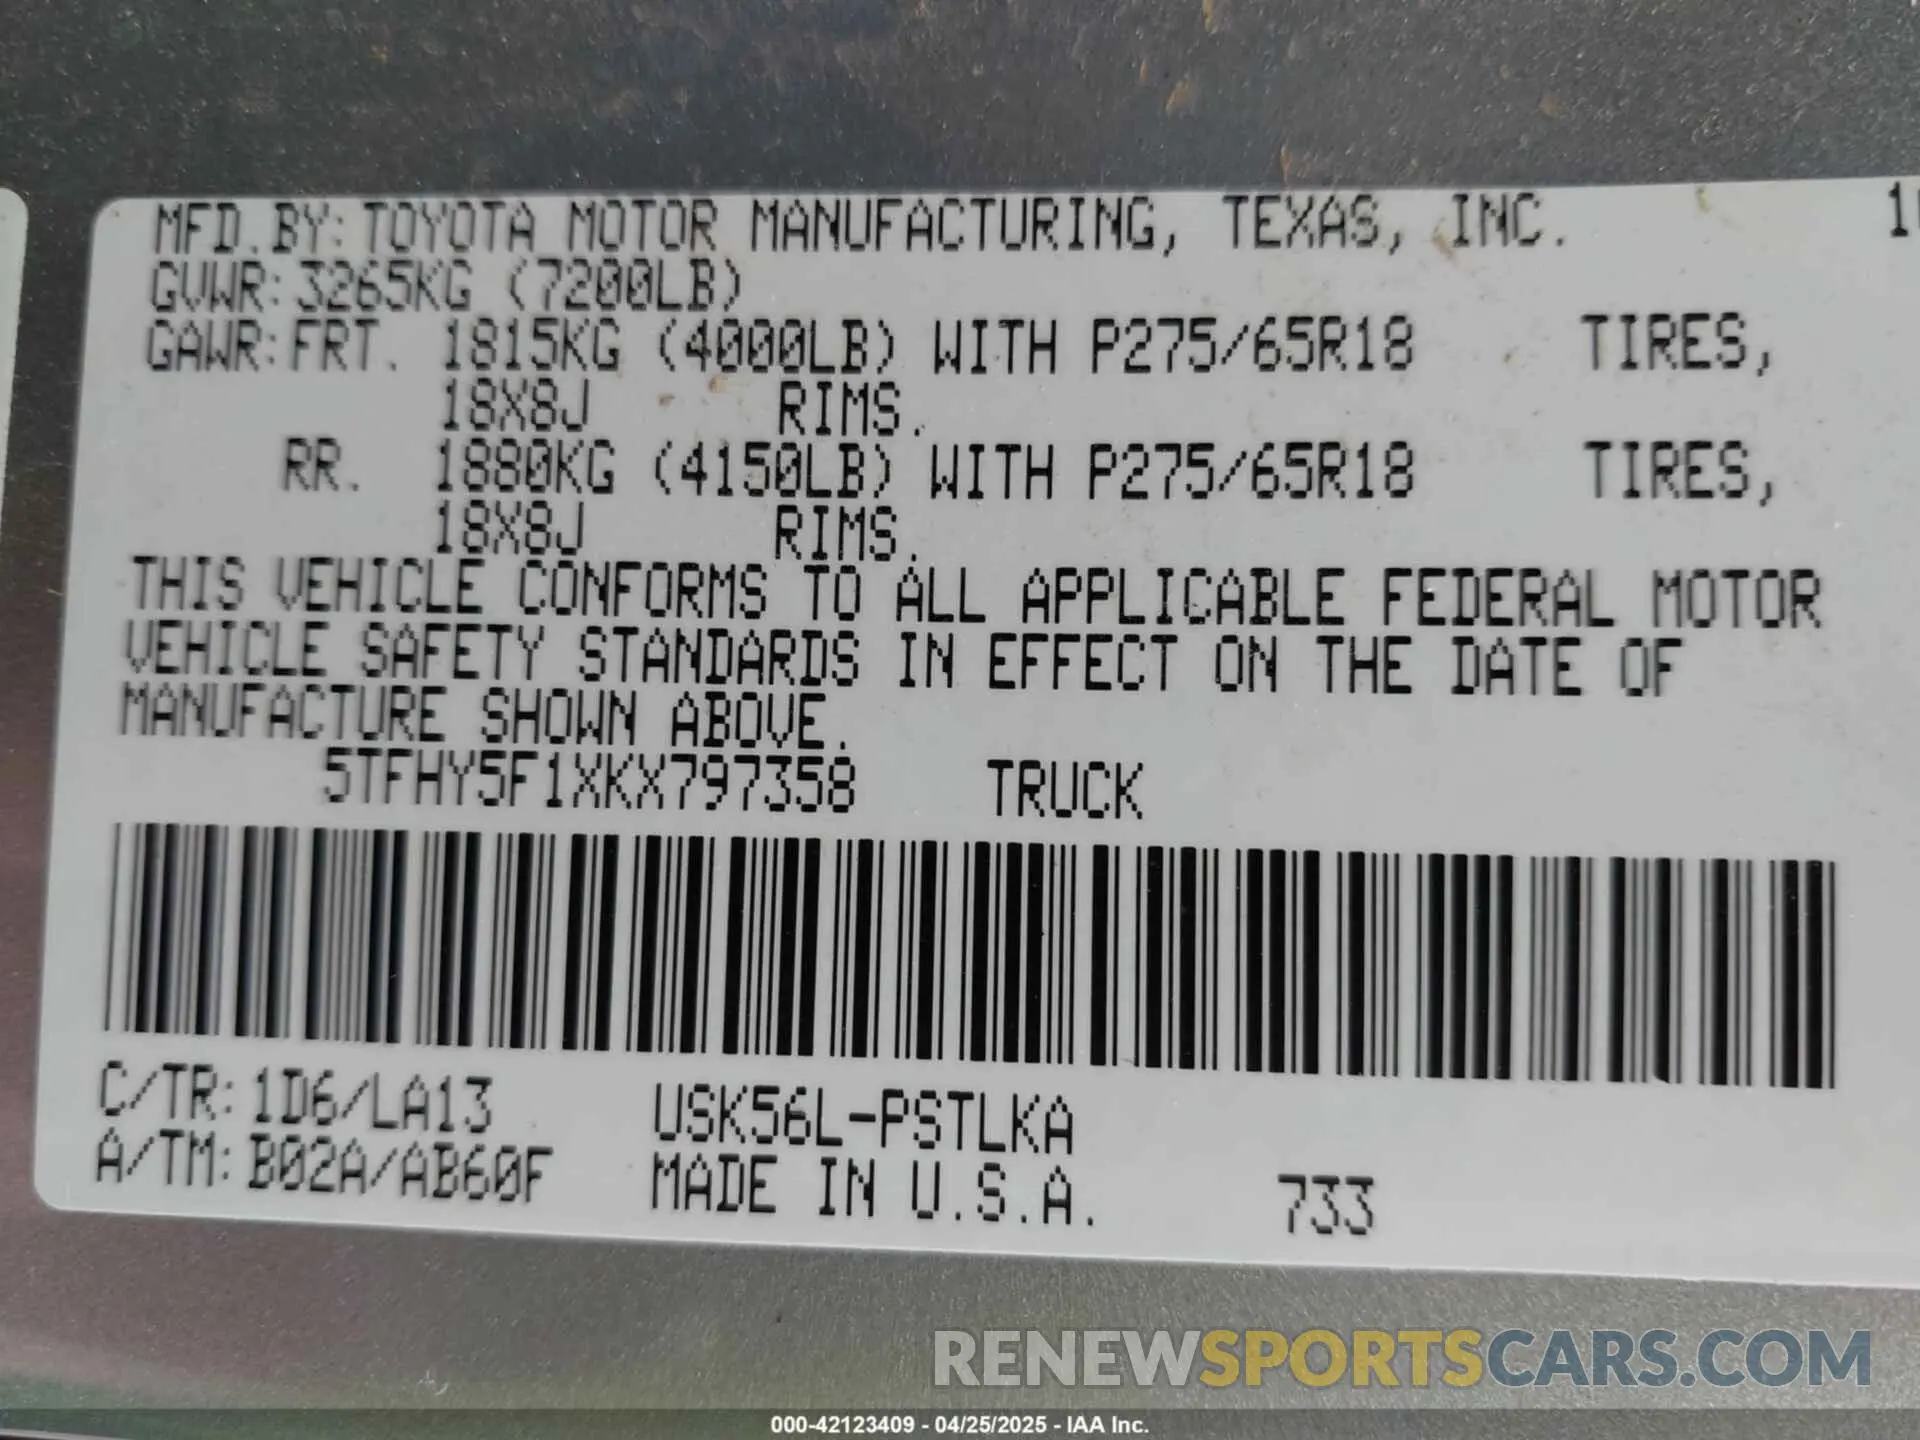 MFD.BY: TOYOTA MOTOR MANUFACTURING, TEXAS, INC. 10
GVWR: 3265KG (7200LB)
GAWR: FRT. 1815KG (4000LB) WITH P275/65R18 TIRES,
18X8J RIMS.
RR. 1880KG (4150LB) WITH P275/65R18 TIRES,
18X8J RIMS.
THIS VEHICLE CONFORMS TO ALL APPLICABLE FEDERAL MOTOR
VEHICLE SAFETY STANDARDS IN EFFECT ON THE DATE OF
MANUFACTURE SHOWN ABOVE.
5TFHY5F1XKX797358 TRUCK
C/TR: 1D6/LA13 USK56L-PSTLKA
A/TM: B02A/AB60F MADE IN U.S.A. 733
RENEWSPORTSCARS.COM
000-42123409 - 04/25/2025 - IAA Inc.